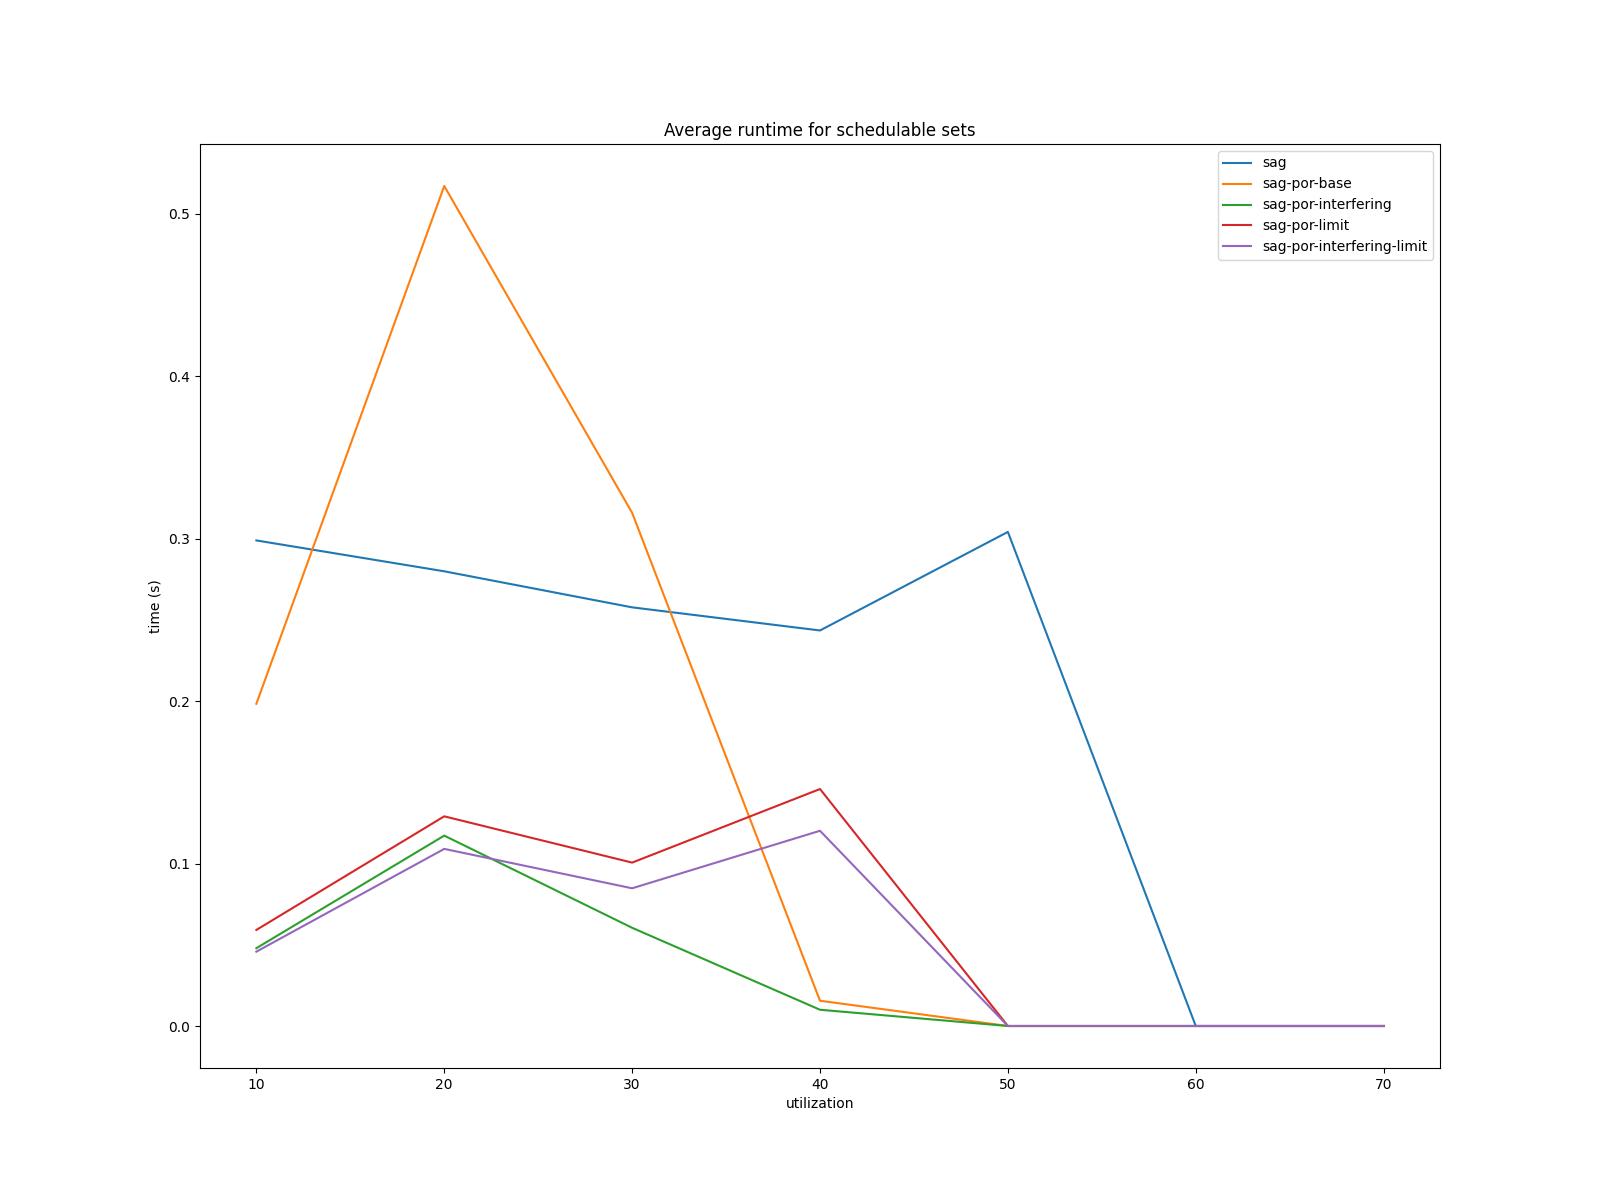 Average runtime for schedulable sets
sag
sag-por-base
sag-por-interfering
sag-por-limit
sag-por-interfering-limit
time (s)
0.5
0.4
0.3
0.2
0.1
0.0
10 20 30 40 50 60 70
utilization